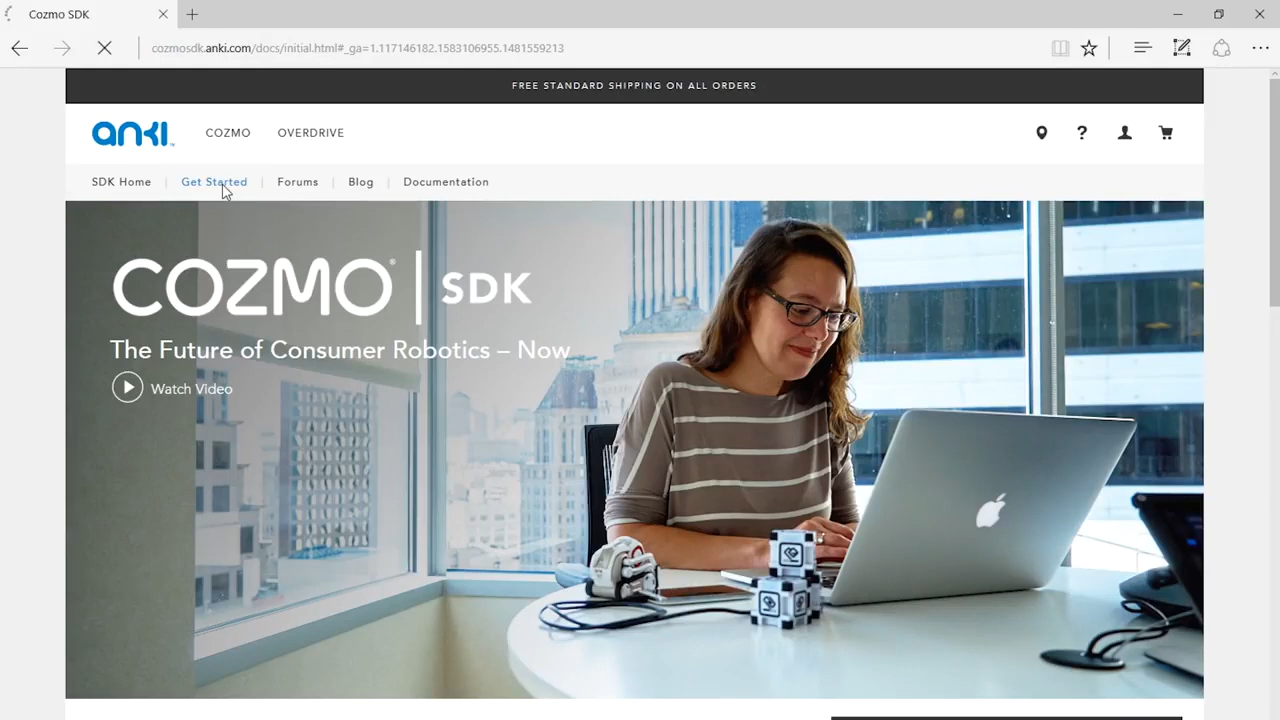 Cozmo SDK
cozmosdk.anki.com/docs/initial.html#_ga=1.117146182.1583106955.1481559213
FREE STANDARD SHIPPING ON ALL ORDERS
anki™ COZMO OVERDRIVE
SDK Home Get Started Forums Blog Documentation
COZMO® | SDK
The Future of Consumer Robotics – Now
Watch Video